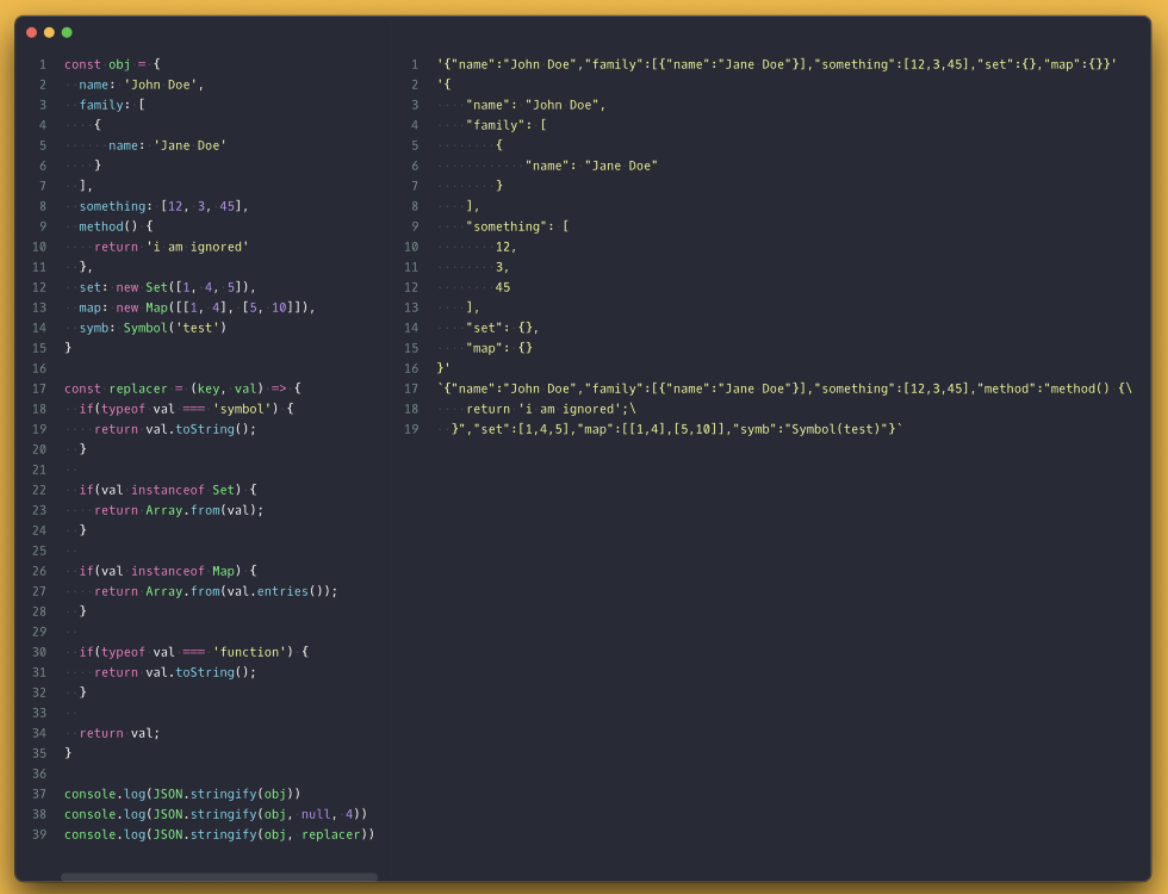 1 const obj = {
2   name: 'John Doe',
3   family: [
4     {
5       name: 'Jane Doe'
6     }
7   ],
8   something: [12, 3, 45],
9   method() {
10     return 'i am ignored'
11   },
12   set: new Set([1, 4, 5]),
13   map: new Map([[1, 4], [5, 10]]),
14   symb: Symbol('test')
15 }
16
17 const replacer = (key, val) => {
18   if(typeof val === 'symbol') {
19     return val.toString();
20   }
21
22   if(val instanceof Set) {
23     return Array.from(val);
24   }
25
26   if(val instanceof Map) {
27     return Array.from(val.entries());
28   }
29
30   if(typeof val === 'function') {
31     return val.toString();
32   }
33
34   return val;
35 }
36
37 console.log(JSON.stringify(obj))
38 console.log(JSON.stringify(obj, null, 4))
39 console.log(JSON.stringify(obj, replacer))
1 '{"name":"John Doe","family":[{"name":"Jane Doe"}],"something":[12,3,45],"set":{},"map":{}}'
2 '{
3     "name": "John Doe",
4     "family": [
5         {
6             "name": "Jane Doe"
7         }
8     ],
9     "something": [
10         12,
11         3,
12         45
13     ],
14     "set": {},
15     "map": {}
16 }'
17 `{"name":"John Doe","family":[{"name":"Jane Doe"}],"something":[12,3,45],"method":"method() {\
18     return 'i am ignored';\
19   }","set":[1,4,5],"map":[[1,4],[5,10]],"symb":"Symbol(test)"}`